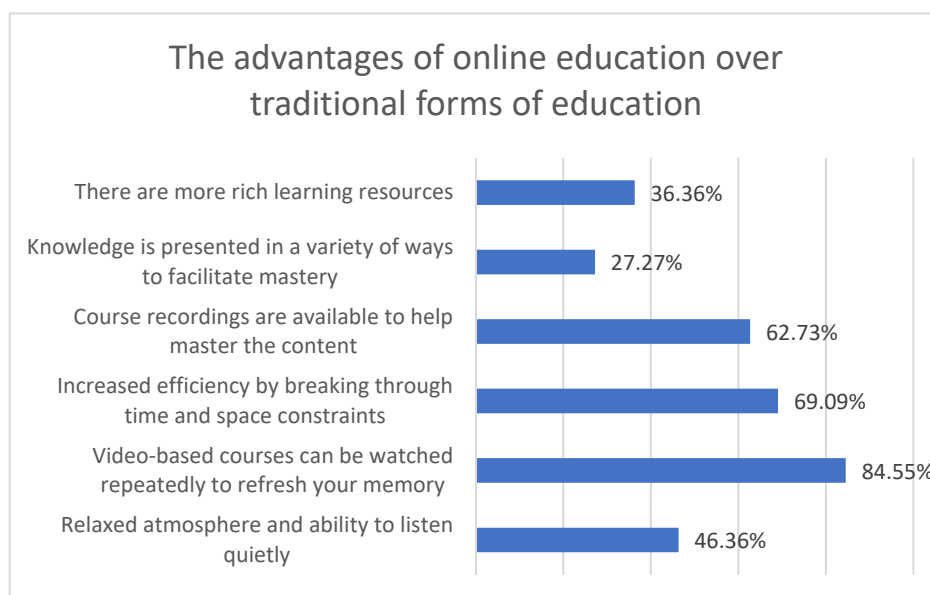 The advantages of online education over
traditional forms of education
There are more rich learning resources
36.36%
Knowledge is presented in a variety of ways
to facilitate mastery
27.27%
Course recordings are available to help
master the content
62.73%
Increased efficiency by breaking through
time and space constraints
69.09%
Video-based courses can be watched
repeatedly to refresh your memory
84.55%
Relaxed atmosphere and ability to listen
quietly
46.36%